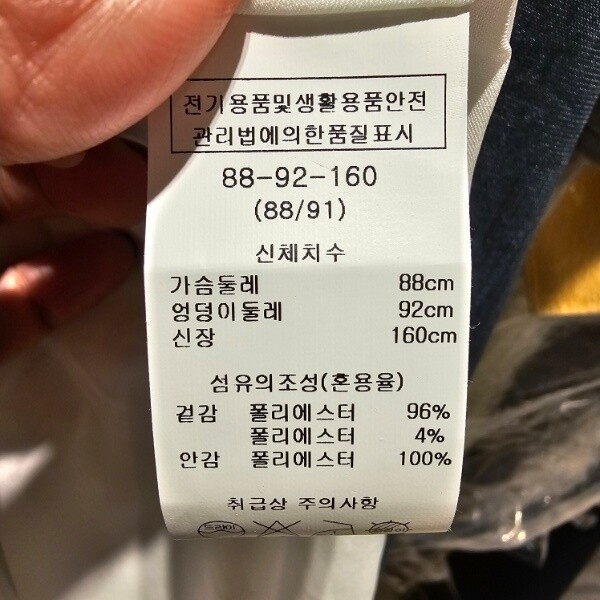 전기용품및생활용품안전
관리법에의한품질표시
88-92-160
(88/91)
신체치수
가슴둘레 88cm
엉덩이둘레 92cm
신장 160cm
섬유의조성(혼용율)
겉감 폴리에스터 96%
폴리에스터 4%
안감 폴리에스터 100%
취급상 주의사항
드라이